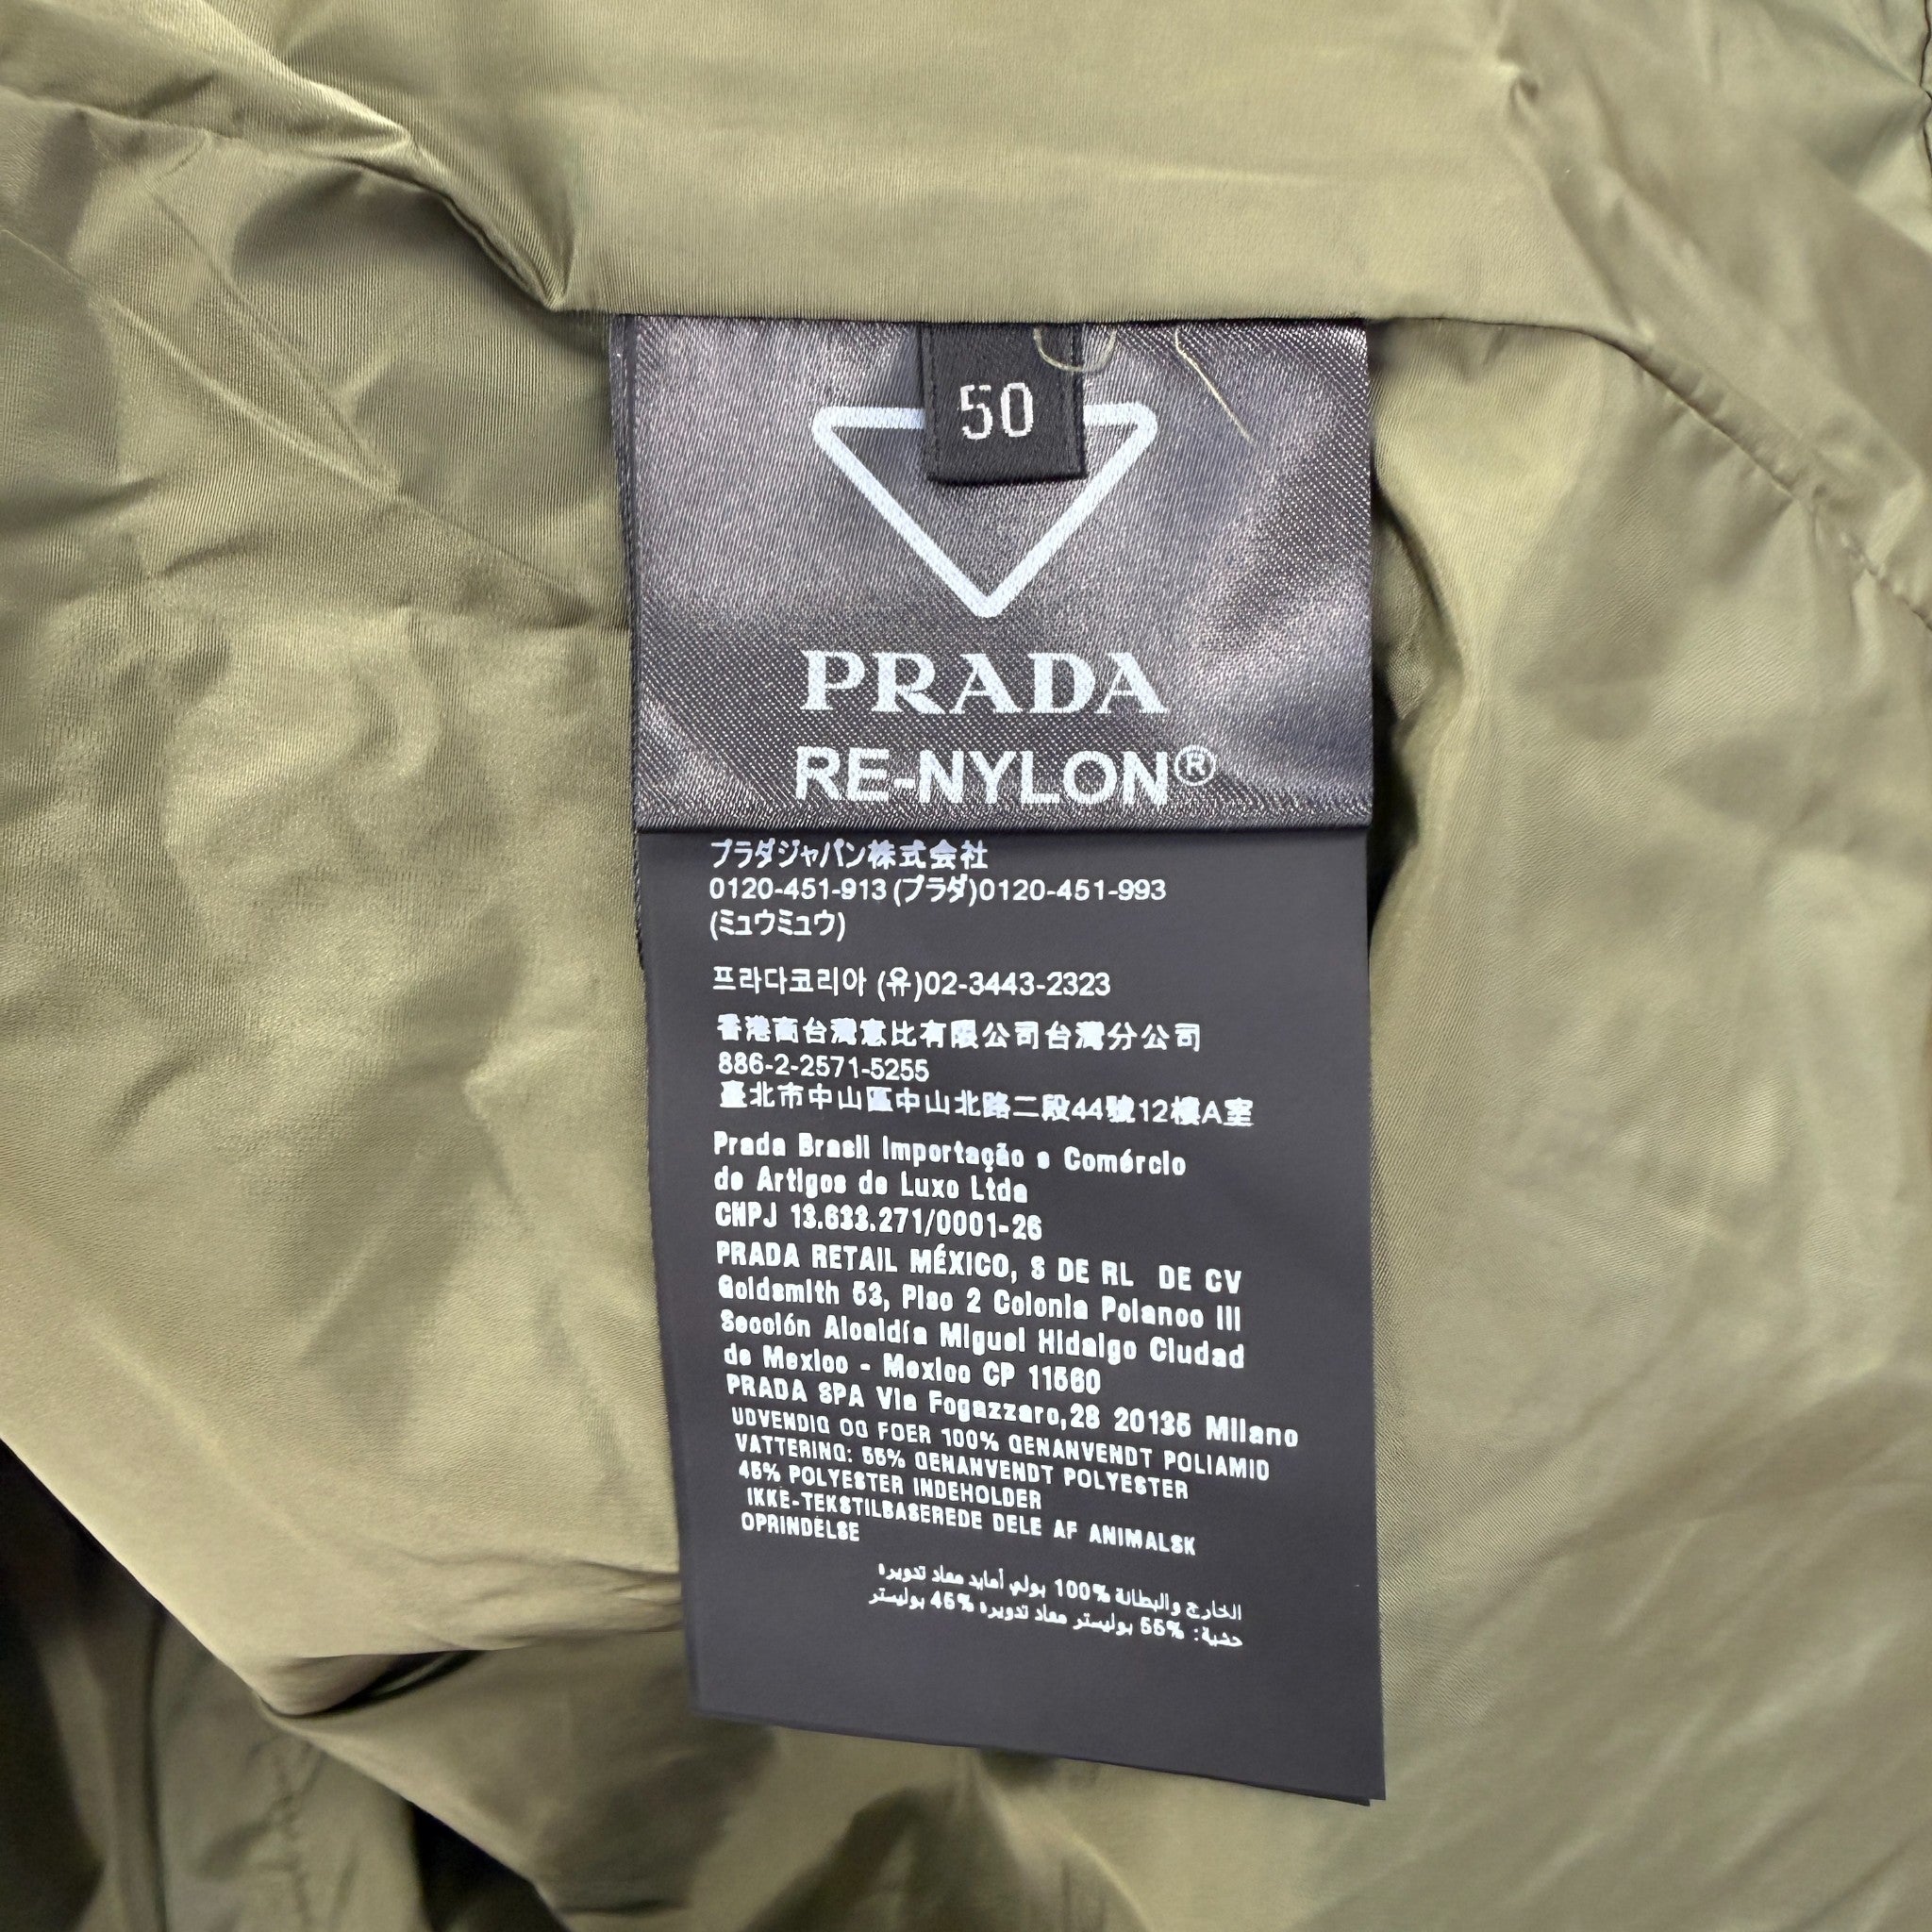 50
PRADA
RE-NYLON®
プラダジャパン株式会社
0120-451-913 (プラダ)0120-451-993
(ミュウミュウ)
프라다코리아 (유)02-3443-2323
香港商台灣惠比有限公司台灣分公司
886-2-2571-5255
臺北市中山區中山北路二段44號12樓A室
Prada Brasil Importação e Comércio
de Artigos de Luxo Ltda
CNPJ 13.633.271/0001-26
PRADA RETAIL MÉXICO, S DE RL DE CV
Goldsmith 53, Piso 2 Colonia Polanco III
Sección Alcaldía Miguel Hidalgo Ciudad
de Mexico - Mexico CP 11560
PRADA SPA Via Fogazzaro,28 20135 Milano
UDVENDIG OG FOER 100% GENANVENDT POLIAMID
VATTERING: 55% GENANVENDT POLYESTER
45% POLYESTER INDEHOLDER
IKKE-TEKSTILBASEREDE DELE AF ANIMALSK
OPRINDELSE
الخارج والبطانة 100% بولي أمايد معاد تدويره
حشية: 55% بوليستر معاد تدويره 45% بوليستر